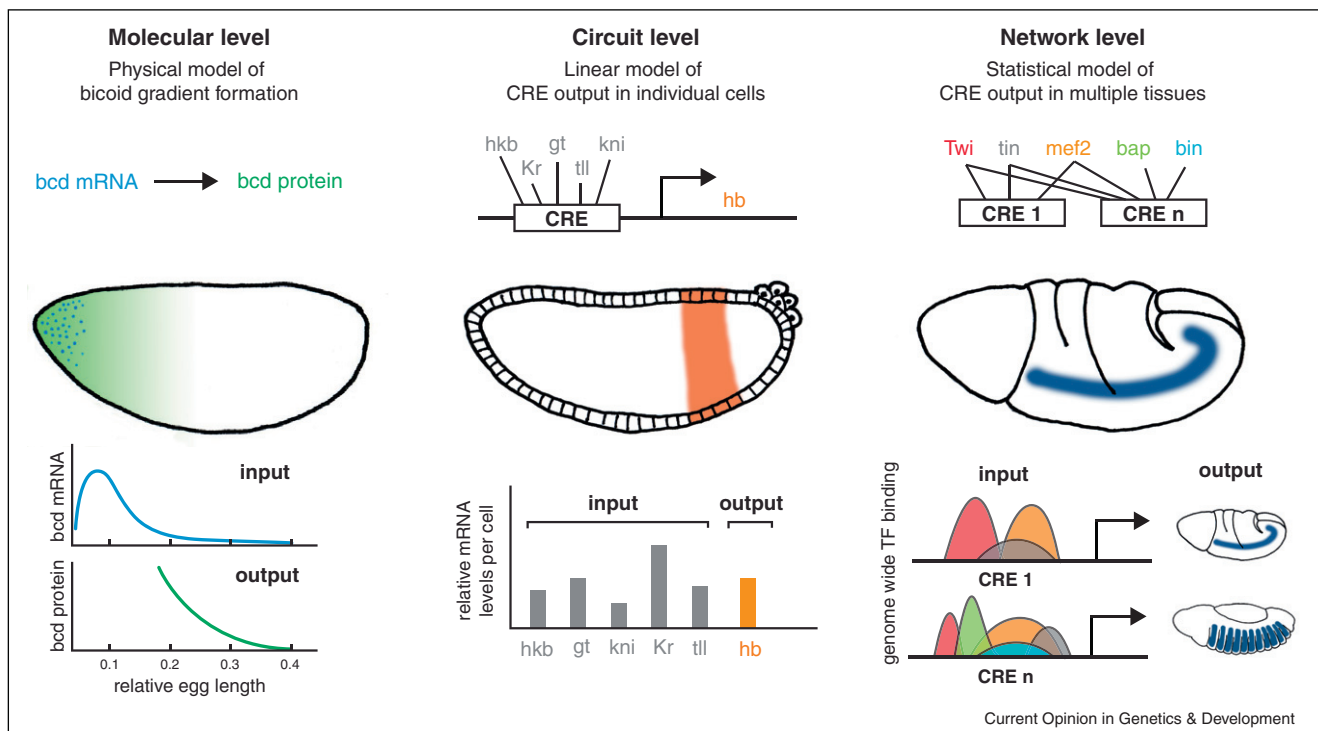 Molecular level
Physical model of
bicoid gradient formation
bcd mRNA
bcd protein
bcd mRNA
input
bcd protein
output
0.1 0.2 0.3 0.4
relative egg length
Circuit level
Linear model of
CRE output in individual cells
hkb gt kni
Kr tll
CRE
hb
relative mRNA
levels per cell
input output
hkb gt kni Kr tll hb
Network level
Statistical model of
CRE output in multiple tissues
Twi tin mef2 bap bin
CRE 1 CRE n
genome wide TF binding
input output
CRE 1
CRE n
Current Opinion in Genetics & Development